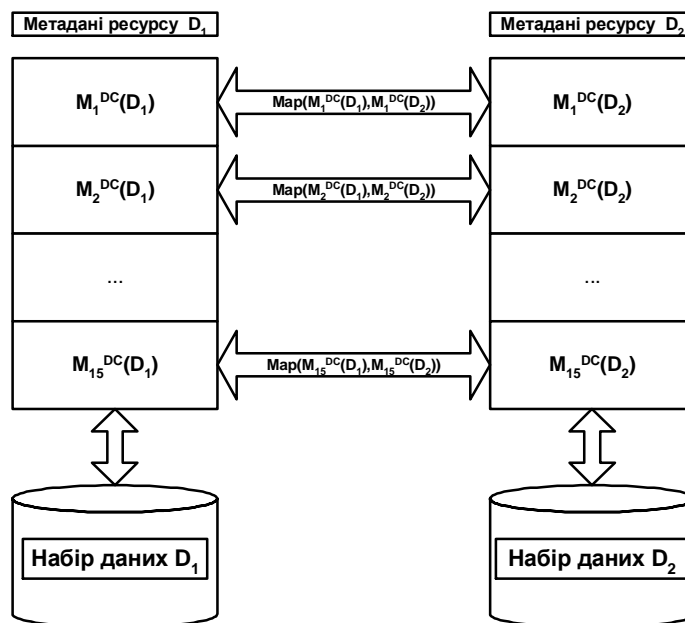 Метадані ресурсу D₁
Метадані ресурсу D₂
M₁ᴰᶜ(D₁)
Map(M₁ᴰᶜ(D₁),M₁ᴰᶜ(D₂))
M₁ᴰᶜ(D₂)
M₂ᴰᶜ(D₁)
Map(M₂ᴰᶜ(D₁),M₂ᴰᶜ(D₂))
M₂ᴰᶜ(D₂)
...
...
M₁₅ᴰᶜ(D₁)
Map(M₁₅ᴰᶜ(D₁),M₁₅ᴰᶜ(D₂))
M₁₅ᴰᶜ(D₂)
Набір даних D₁
Набір даних D₂